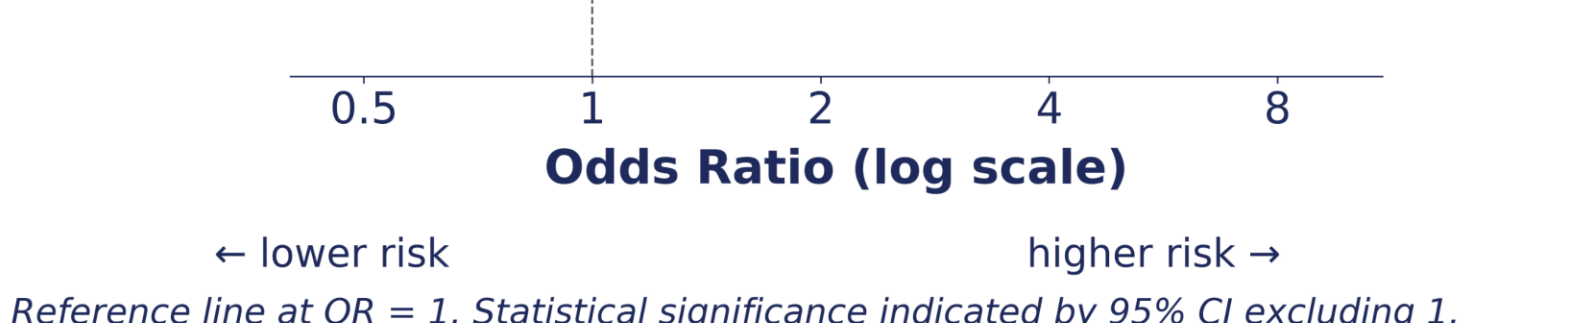 0.5 1 2 4 8
Odds Ratio (log scale)
← lower risk higher risk →
Reference line at OR = 1. Statistical significance indicated by 95% CI excluding 1.